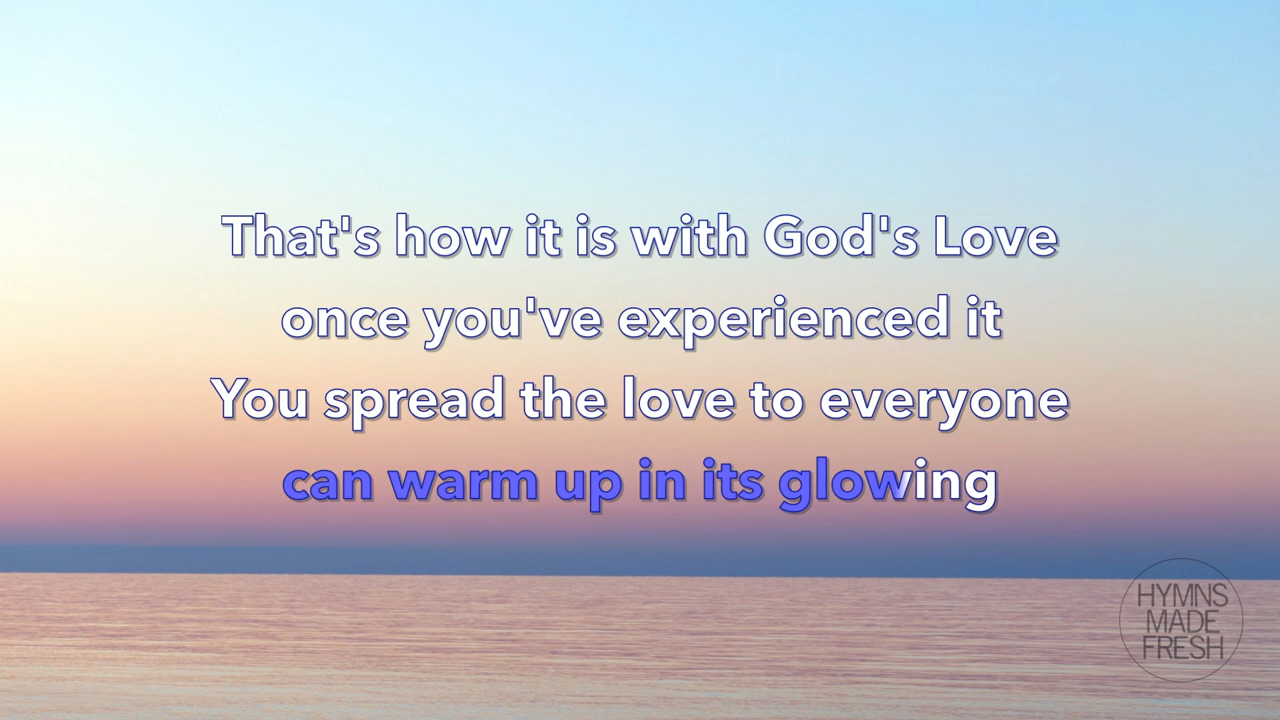 That's how it is with God's Love
once you've experienced it
You spread the love to everyone
can warm up in its glowing
HYMNS
MADE
FRESH